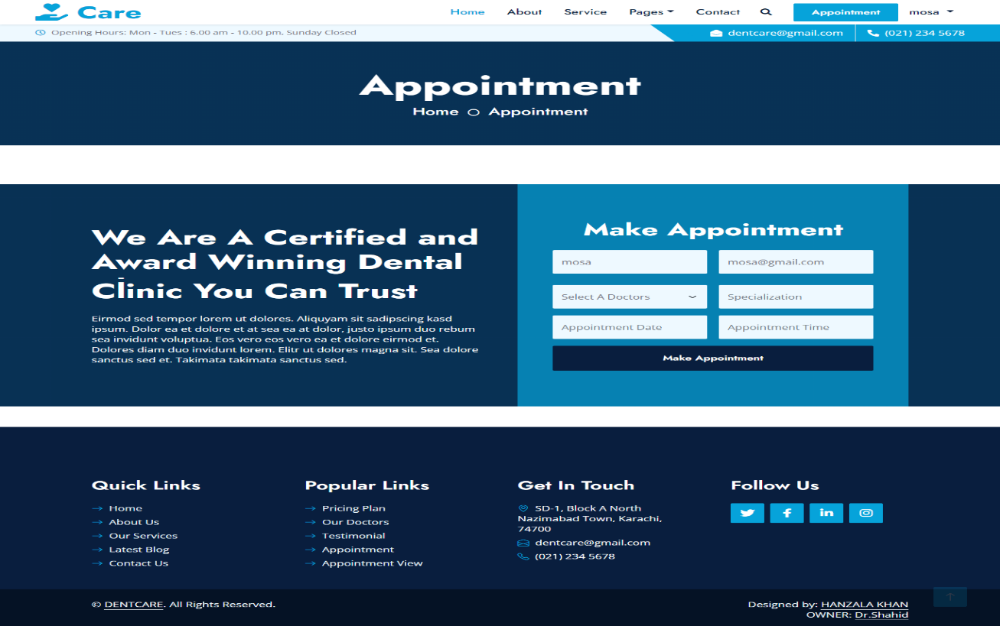 Care
Home About Service Pages Contact Appointment mosa
Opening Hours: Mon - Tues : 6.00 am - 10.00 pm, Sunday Closed
dentcare@gmail.com (021) 234 5678
Appointment
Home Appointment
We Are A Certified and
Award Winning Dental
Clinic You Can Trust
Eirmod sed tempor lorem ut dolores. Aliquyam sit sadipscing kasd
ipsum. Dolor ea et dolore et at sea ea at dolor, justo ipsum duo rebum
sea invidunt voluptua. Eos vero eos vero ea et dolore eirmod et.
Dolores diam duo invidunt lorem. Elitr ut dolores magna sit. Sea dolore
sanctus sed et. Takimata takimata sanctus sed.
Make Appointment
mosa mosa@gmail.com
Select A Doctors Specialization
Appointment Date Appointment Time
Make Appointment
Quick Links
Home
About Us
Our Services
Latest Blog
Contact Us
Popular Links
Pricing Plan
Our Doctors
Testimonial
Appointment
Appointment View
Get In Touch
SD-1, Block A North
Nazimabad Town, Karachi,
74700
dentcare@gmail.com
(021) 234 5678
Follow Us
© DENTCARE. All Rights Reserved.
Designed by: HANZALA KHAN
OWNER: Dr.Shahid